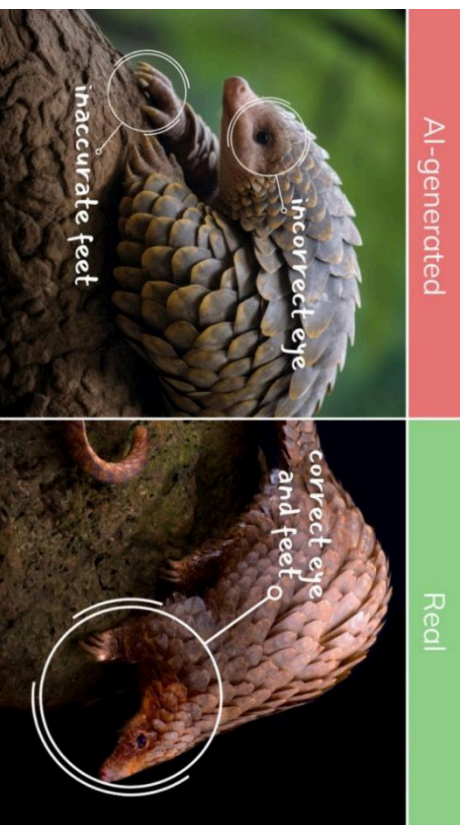 AI-generated
incorrect eye
inaccurate feet
Real
correct eye
and feet